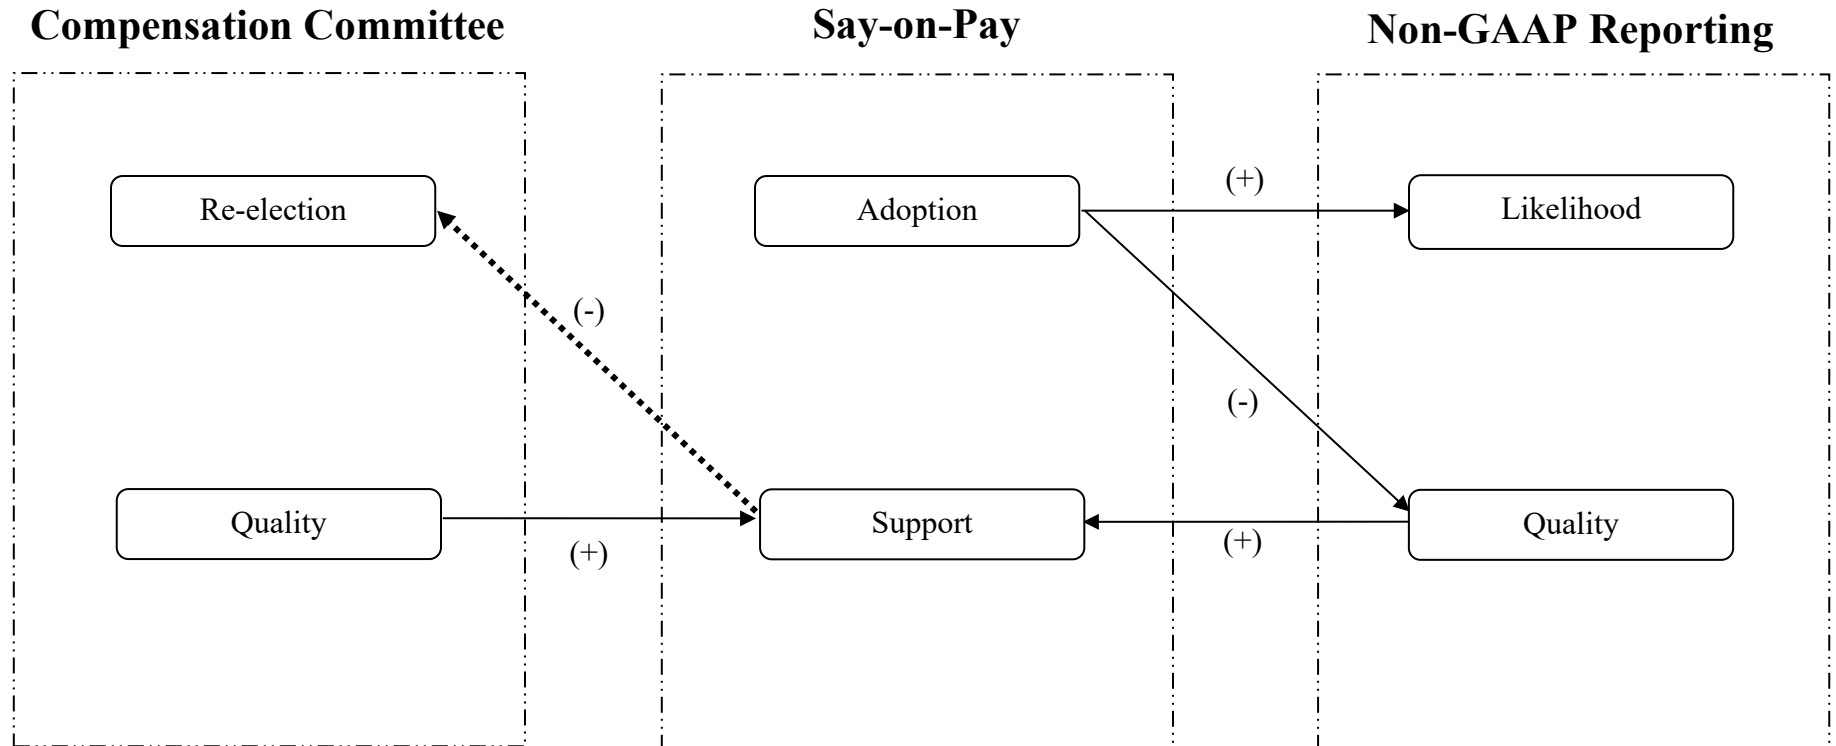 Compensation Committee
Say-on-Pay
Non-GAAP Reporting
Re-election
Adoption
(+)
Likelihood
(-)
(-)
Quality
(+)
Support
(+)
Quality